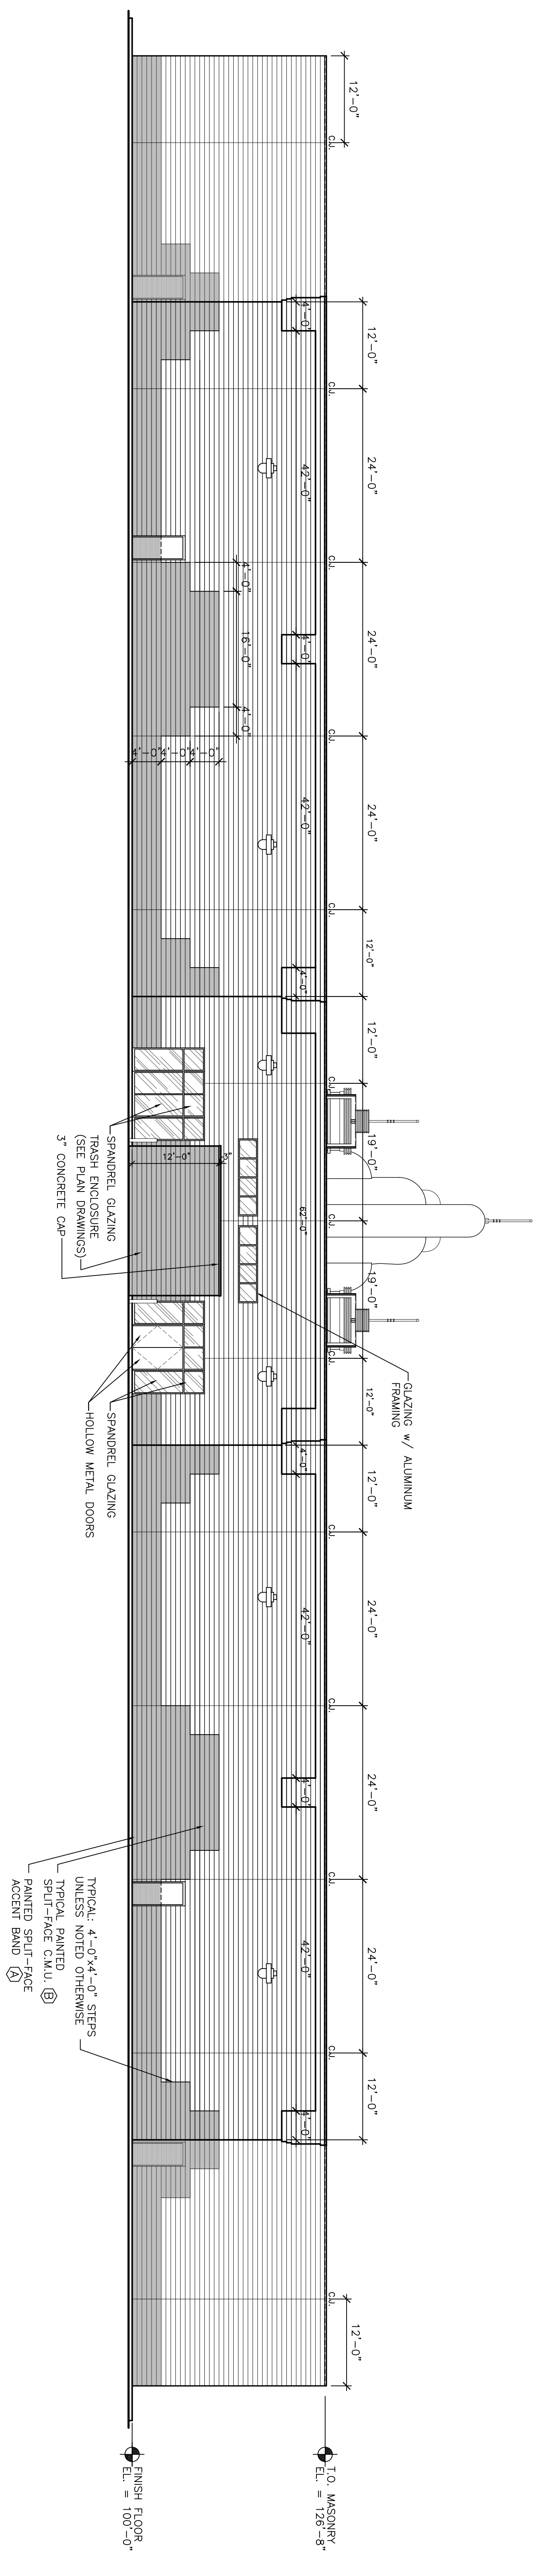 12'-0"
C.J.
12'-0"
C.J.
24'-0"
C.J.
24'-0"
C.J.
24'-0"
C.J.
12'-0"
12'-0"
C.J.
19'-0"
19'-0"
C.J.
12'-0"
12'-0"
C.J.
24'-0"
C.J.
24'-0"
C.J.
24'-0"
C.J.
12'-0"
C.J.
12'-0"
4'-0"
42'-0"
4'-0"
42'-0"
4'-0"
62'-0"
4'-0"
42'-0"
4'-0"
42'-0"
4'-0"
4'-0"
16'-0"
4'-0"
4'-0"
4'-0"
4'-0"
12'-0"
3"
GLAZING w/ ALUMINUM
FRAMING
SPANDREL GLAZING
TRASH ENCLOSURE
(SEE PLAN DRAWINGS)
3" CONCRETE CAP
SPANDREL GLAZING
HOLLOW METAL DOORS
TYPICAL: 4'-0"x4'-0" STEPS
UNLESS NOTED OTHERWISE
TYPICAL PAINTED
SPLIT-FACE C.M.U. B
PAINTED SPLIT-FACE
ACCENT BAND A
T.O. MASONRY
EL. = 126'-8"
FINISH FLOOR
EL. = 100'-0"